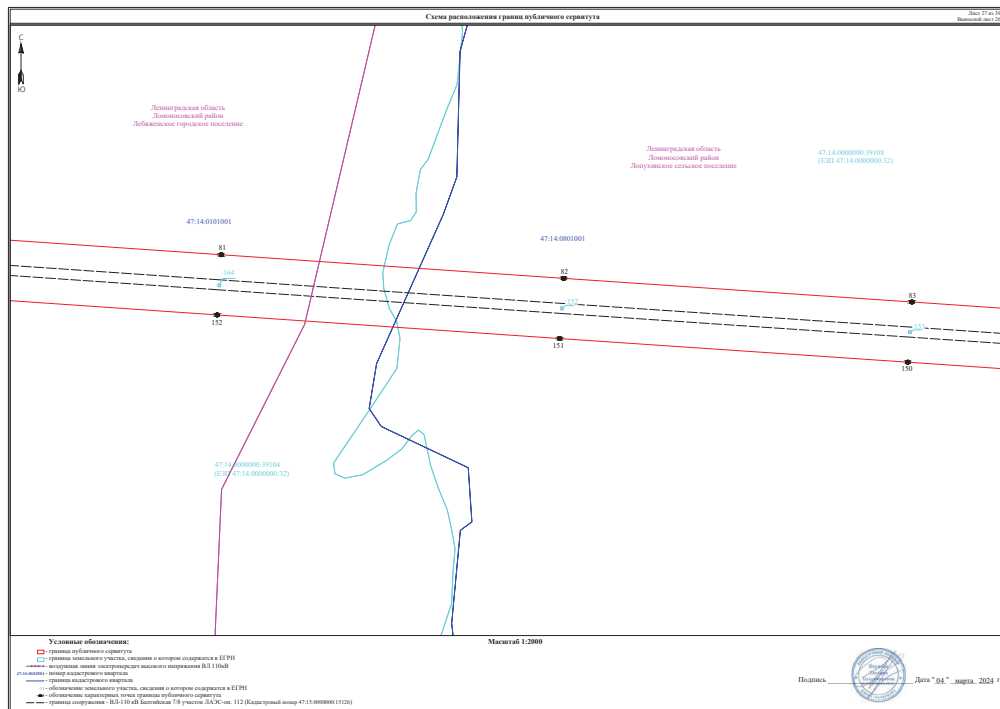 Схема расположения границ публичного сервитута
Лист 27 из 39
Выносной лист 26
С
Ю
Ленинградская область
Ломоносовский район
Лебяженское городское поселение
Ленинградская область
Ломоносовский район
Лопухинское сельское поселение
47:14:0000000:39108
(ЕЗП 47:14:0000000:32)
47:14:0101001
47:14:0801001
81
82
83
164
157
152
151
150
47:14:0000000:39104
(ЕЗП 47:14:0000000:32)
Условные обозначения:
Масштаб 1:2000
- граница публичного сервитута
- граница земельного участка, сведения о котором содержатся в ЕГРН
- воздушная линия электропередач высокого напряжения ВЛ 110кВ
- номер кадастрового квартала
- граница кадастрового квартала
- обозначение земельного участка, сведения о котором содержатся в ЕГРН
- обозначение характерных точек границы публичного сервитута
- граница сооружения - ВЛ-110 кВ Балтийская 7/8 участок ЛАЭС-оп. 112 (Кадастровый номер 47:15:0000000:15126)
Подпись
Дата "04" марта 2024 г